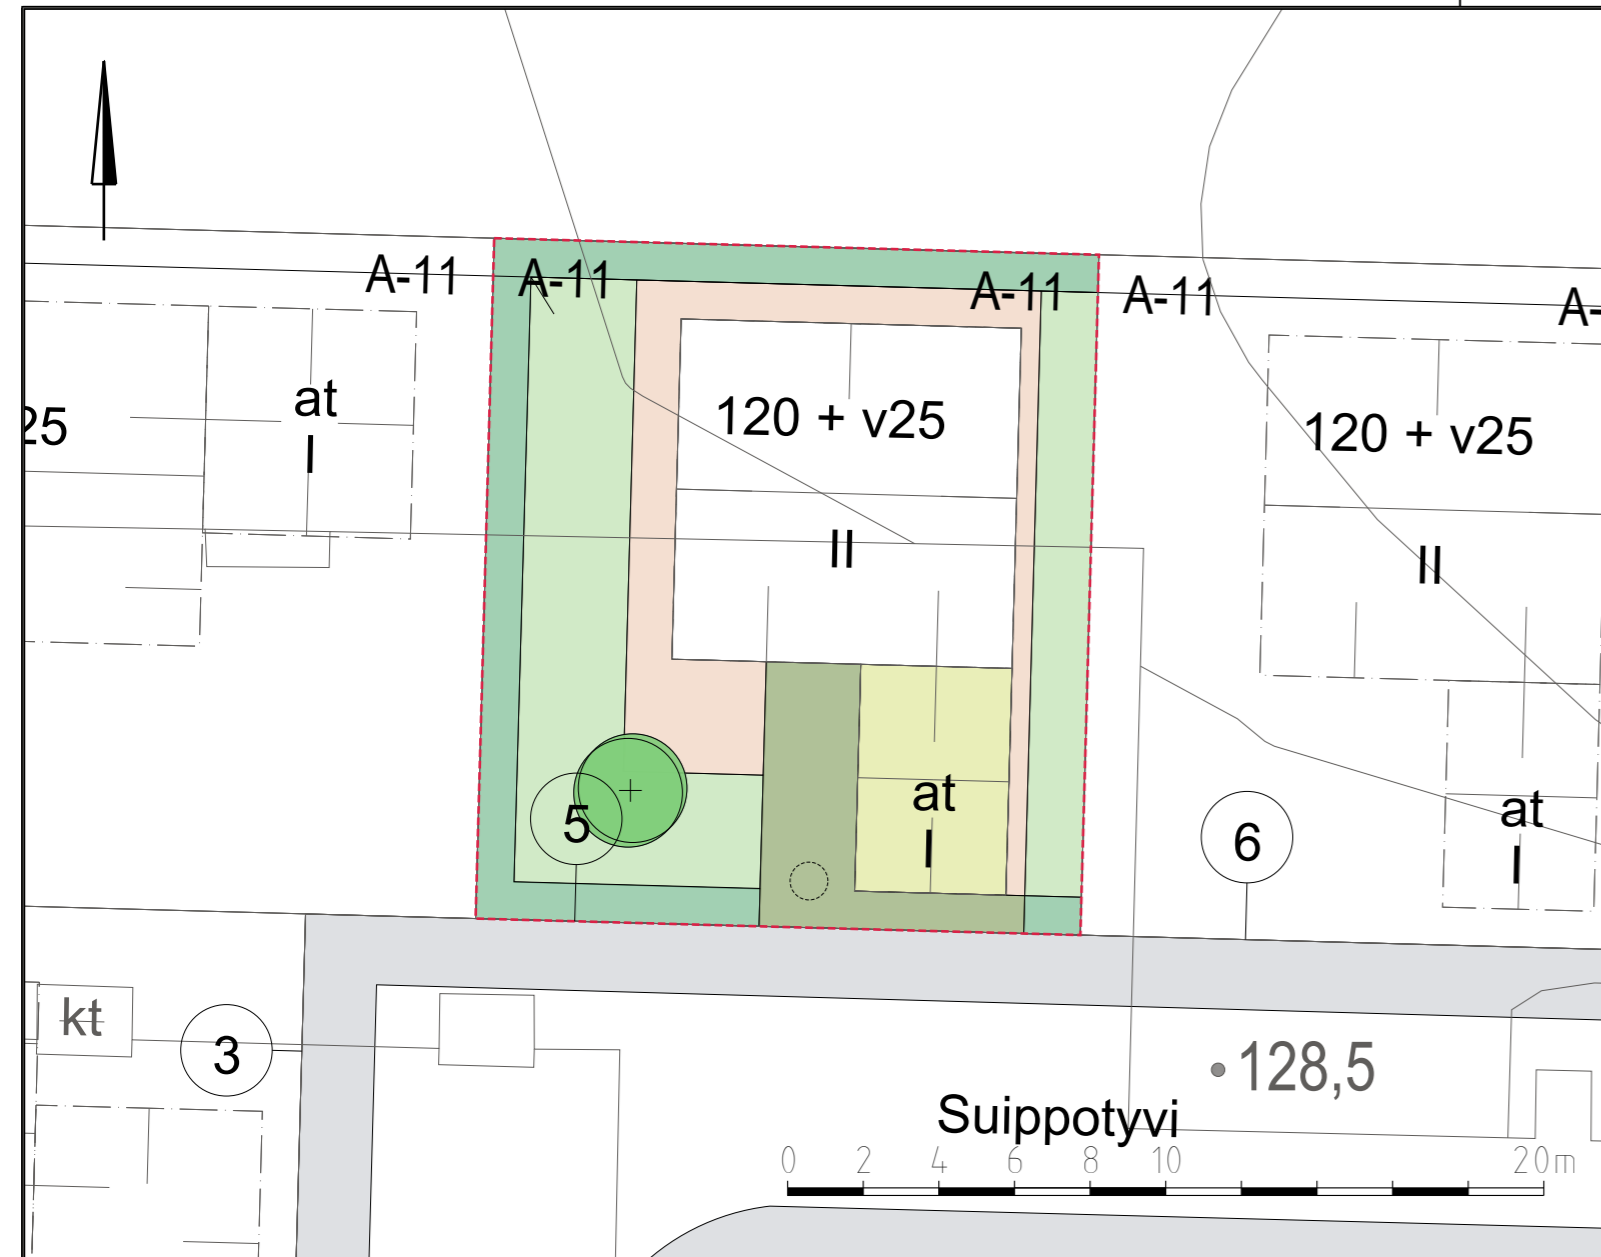 A-11 A-11 A-11 A-11 A-
25 at 120 + v25 120 + v25
I
II II
5 at 6 at
I I
kt 3 128,5
Suippotyvi
0 2 4 6 8 10 20m